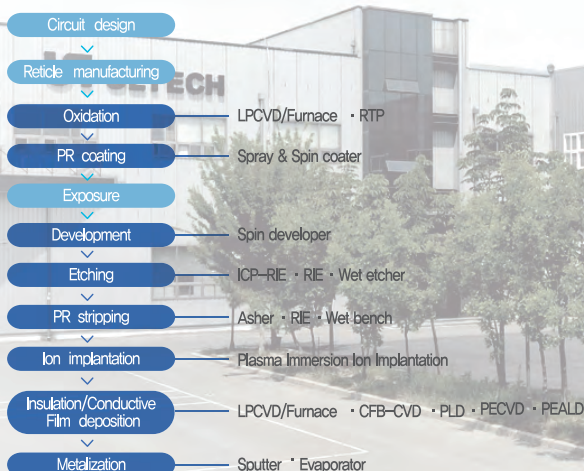 Circuit design
Reticle manufacturing
Oxidation LPCVD/Furnace · RTP
PR coating Spray & Spin coater
Exposure
Development Spin developer
Etching ICP-RIE · RIE · Wet etcher
PR stripping Asher · RIE · Wet bench
Ion implantation Plasma Immersion Ion Implantation
Insulation/Conductive
Film deposition LPCVD/Furnace · CFB-CVD · PLD · PECVD · PEALD
Metalization Sputter · Evaporator